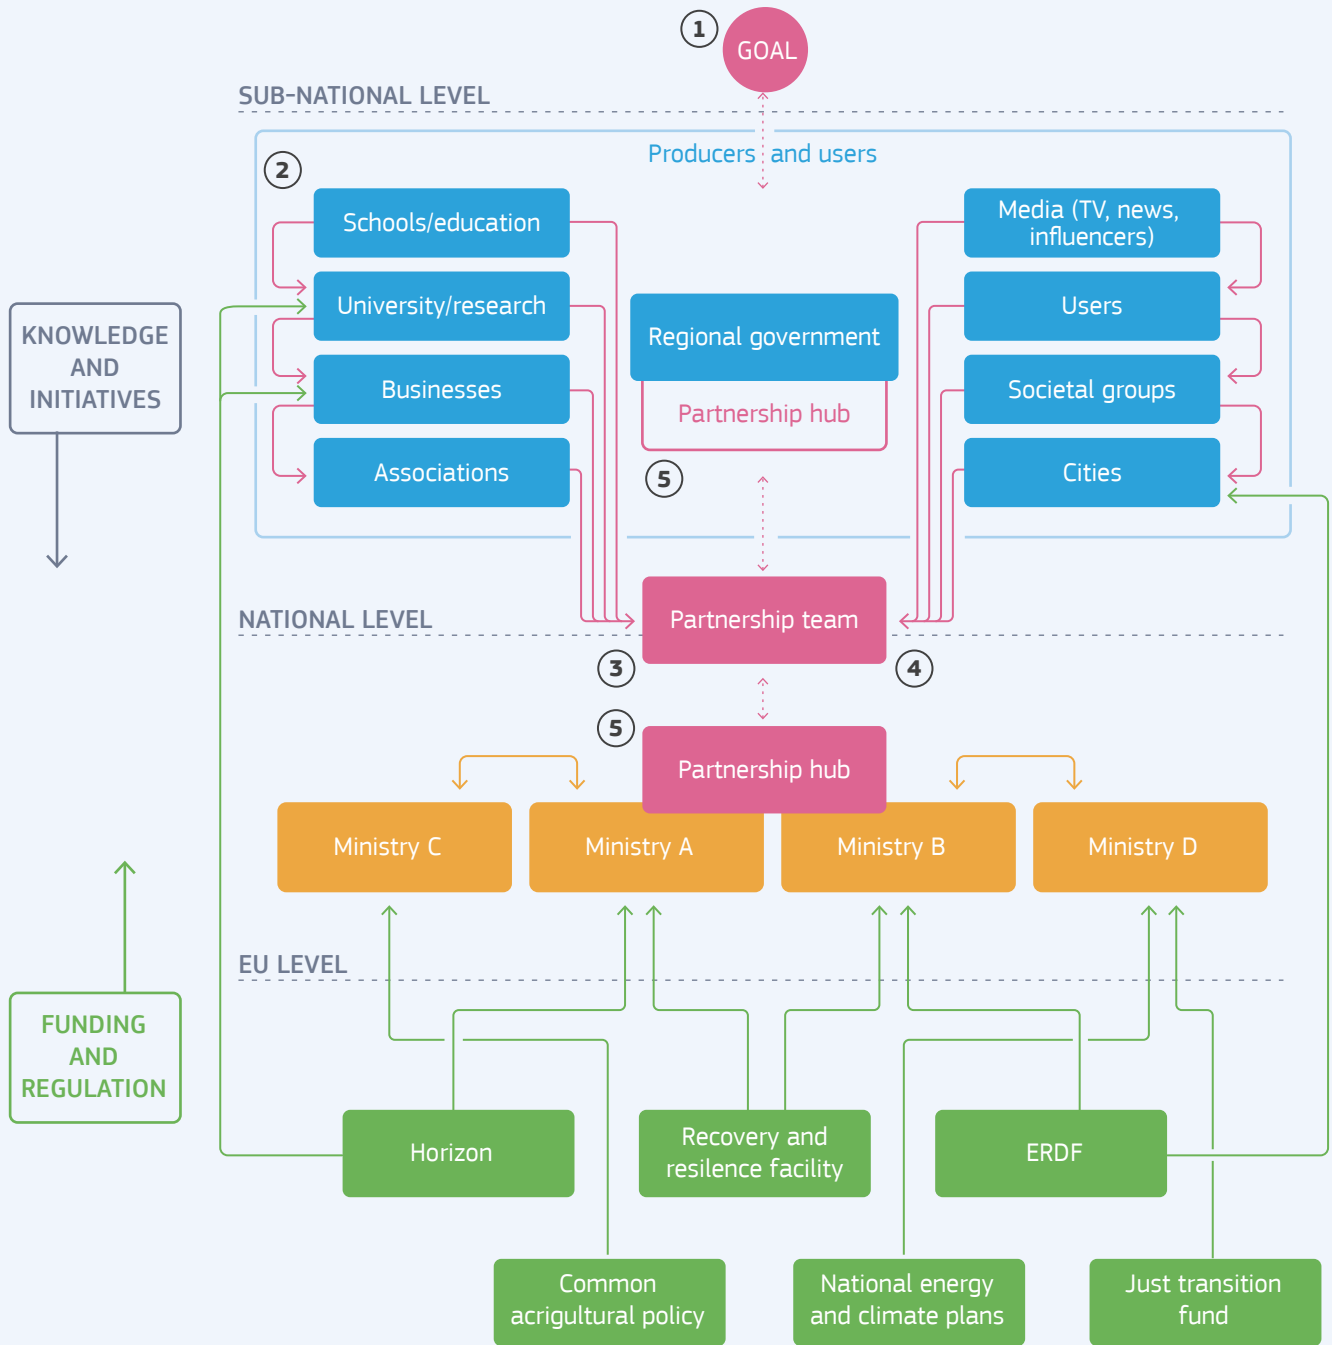 1
GOAL
SUB-NATIONAL LEVEL
Producers and users
2
Schools/education
University/research
Businesses
Associations
Regional government
Partnership hub
5
Media (TV, news,
influencers)
Users
Societal groups
Cities
KNOWLEDGE
AND
INITIATIVES
NATIONAL LEVEL
Partnership team
3
4
5
Partnership hub
Ministry C
Ministry A
Ministry B
Ministry D
EU LEVEL
FUNDING
AND
REGULATION
Horizon
Recovery and
resilence facility
ERDF
Common
acrigultural policy
National energy
and climate plans
Just transition
fund